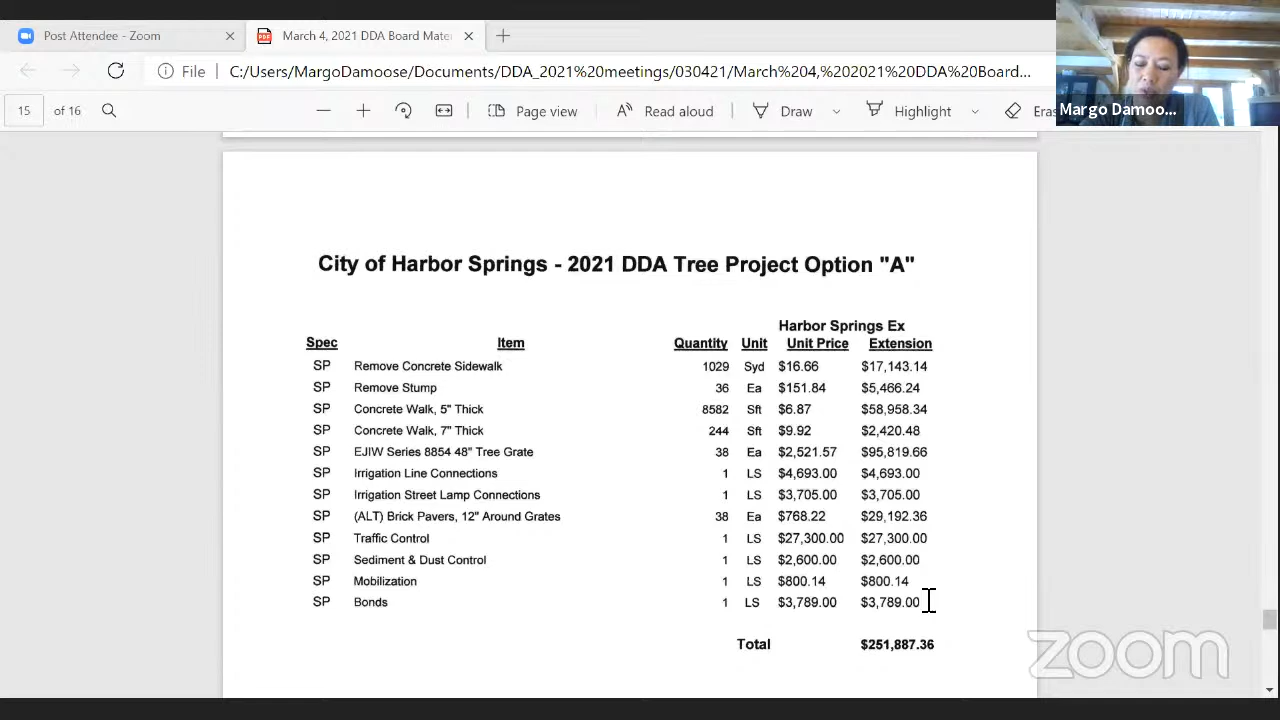 Post Attendee - Zoom
March 4, 2021 DDA Board Mate
File C:/Users/MargoDamoose/Documents/DDA_2021%20meetings/030421/March%204,%202021%20DDA%20Board...
15 of 16 Page view Read aloud Draw Highlight Eras
Margo Damoo...
City of Harbor Springs - 2021 DDA Tree Project Option "A"
Harbor Springs Ex
Spec Item Quantity Unit Unit Price Extension
SP Remove Concrete Sidewalk 1029 Syd $16.66 $17,143.14
SP Remove Stump 36 Ea $151.84 $5,466.24
SP Concrete Walk, 5" Thick 8582 Sft $6.87 $58,958.34
SP Concrete Walk, 7" Thick 244 Sft $9.92 $2,420.48
SP EJIW Series 8854 48" Tree Grate 38 Ea $2,521.57 $95,819.66
SP Irrigation Line Connections 1 LS $4,693.00 $4,693.00
SP Irrigation Street Lamp Connections 1 LS $3,705.00 $3,705.00
SP (ALT) Brick Pavers, 12" Around Grates 38 Ea $768.22 $29,192.36
SP Traffic Control 1 LS $27,300.00 $27,300.00
SP Sediment & Dust Control 1 LS $2,600.00 $2,600.00
SP Mobilization 1 LS $800.14 $800.14
SP Bonds 1 LS $3,789.00 $3,789.00
Total $251,887.36
zoom